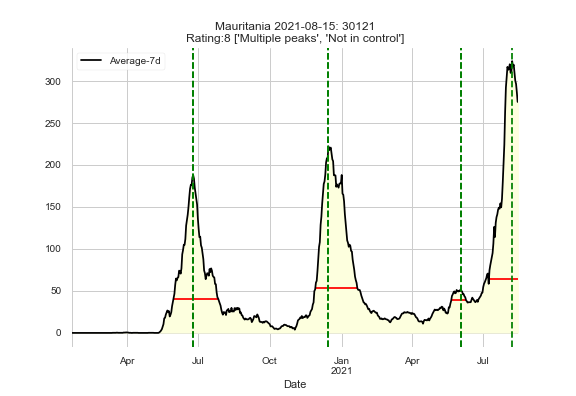 Mauritania 2021-08-15: 30121
Rating:8 ['Multiple peaks', 'Not in control']
Average-7d
300
250
200
150
100
50
0
Apr Jul Oct Jan Apr Jul
2021
Date